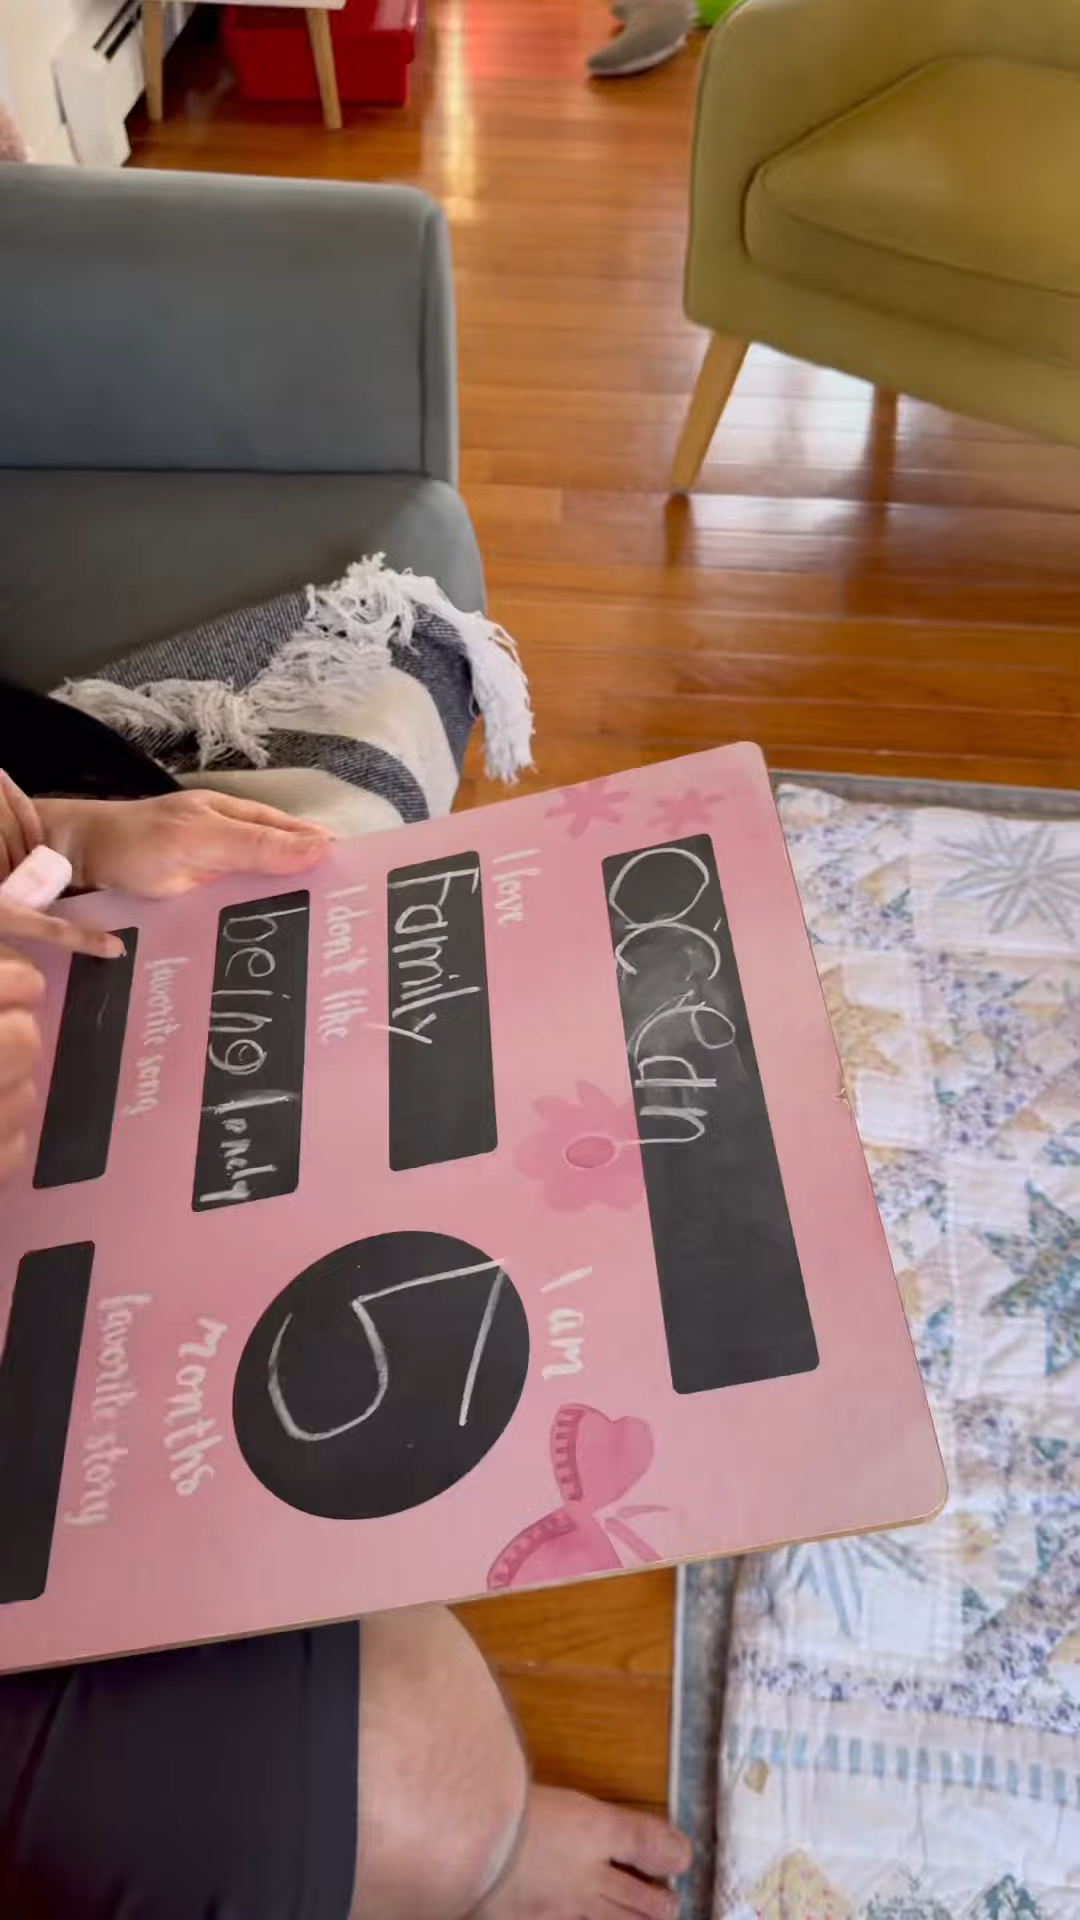 Ocean
I love
Family
I am
5
Months
I don't like
being lonely
favorite song
favorite story